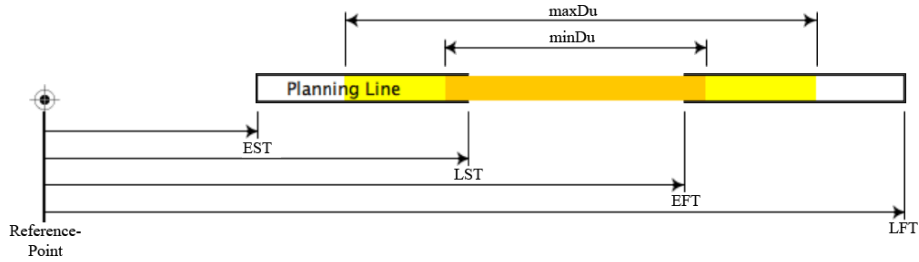 maxDu
minDu
Planning Line
EST
LST
EFT
LFT
Reference-
Point